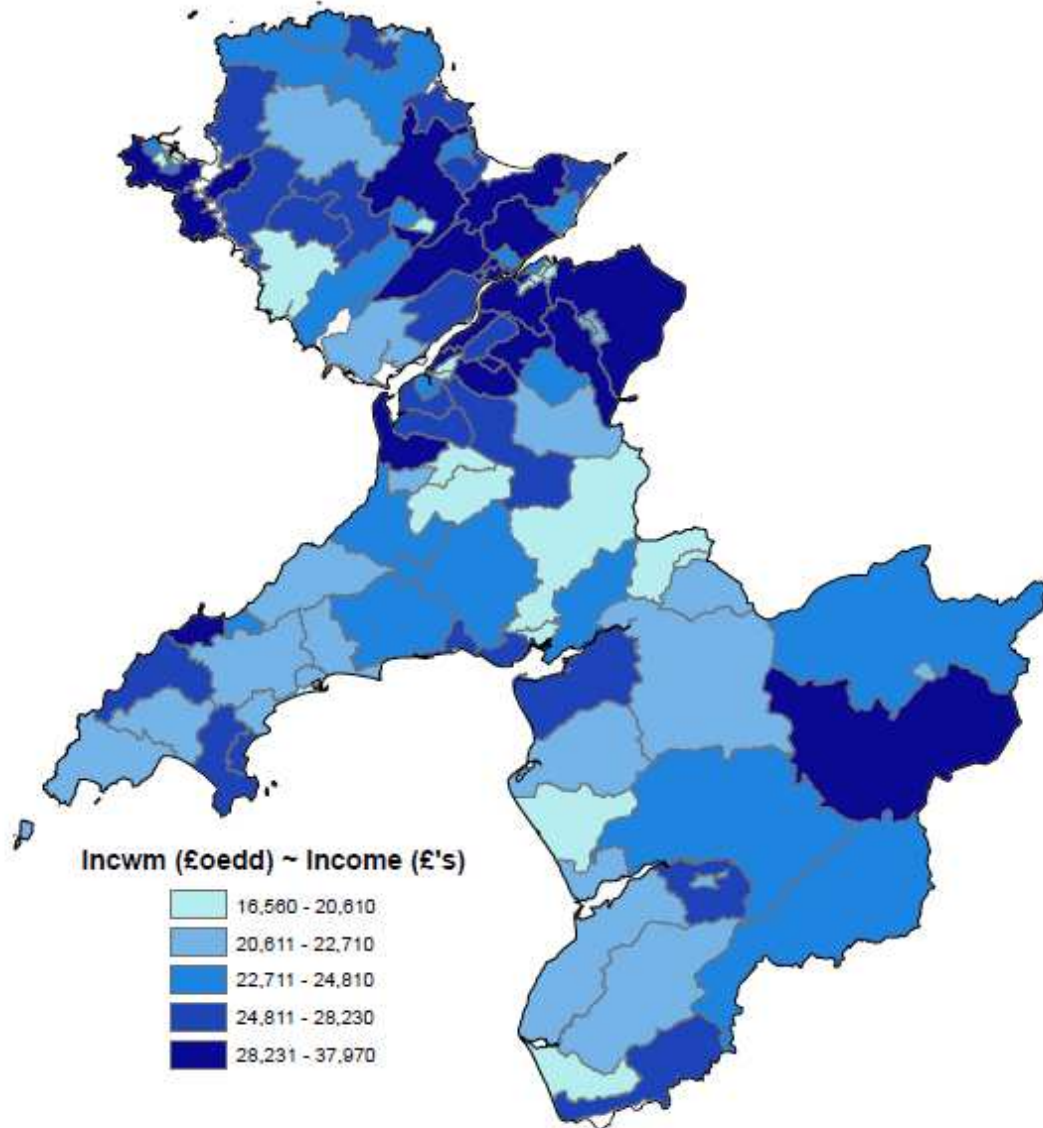 Incwm (£oedd) ~ Income (£'s)
16,560 - 20,610
20,611 - 22,710
22,711 - 24,810
24,811 - 28,230
28,231 - 37,970